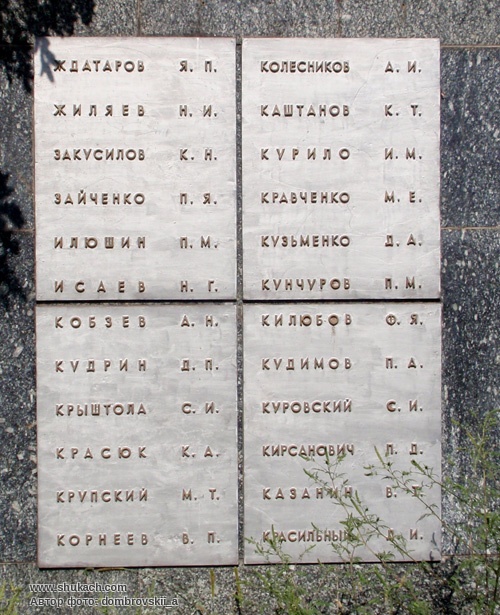 ЖДАТАРОВ Я. П.
ЖИЛЯЕВ Н. И.
ЗАКУСИЛОВ К. Н.
ЗАЙЧЕНКО П. Я.
ИЛЮШИН П. М.
ИСАЕВ Н. Г.
КОЛЕСНИКОВ А. И.
КАШТАНОВ К. Т.
КУРИЛО И. М.
КРАВЧЕНКО М. Е.
КУЗЬМЕНКО Д. А.
КУНЧУРОВ П. М.
КОБЗЕВ А. Н.
КУДРИН Д. П.
КРЫШТОЛА С. И.
КРАСЮК К. А.
КРУПСКИЙ М. Т.
КОРНЕЕВ В. П.
КИЛЮБОВ Ф. Я.
КУДИМОВ П. А.
КУРОВСКИЙ С. И.
КИРСАНОВИЧ П. Д.
КАЗАНИН В.
КРАСИЛЬНЫЙ И.
www.shukach.com
Автор фото: dombrovskii_a